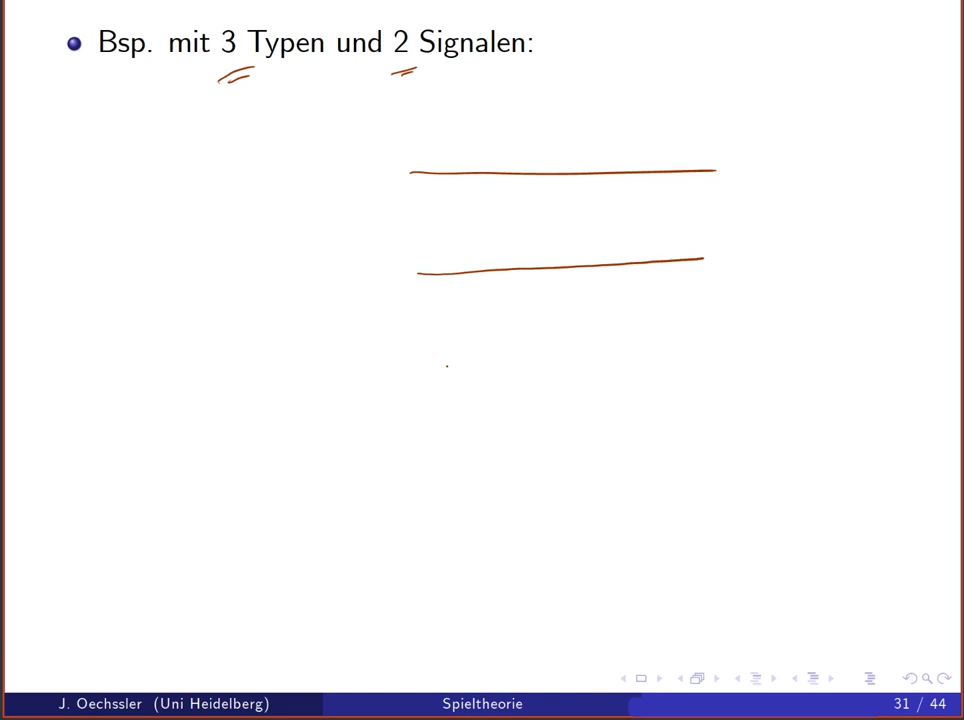 Bsp. mit 3 Typen und 2 Signalen:
J. Oechssler (Uni Heidelberg) Spieltheorie 31 / 44